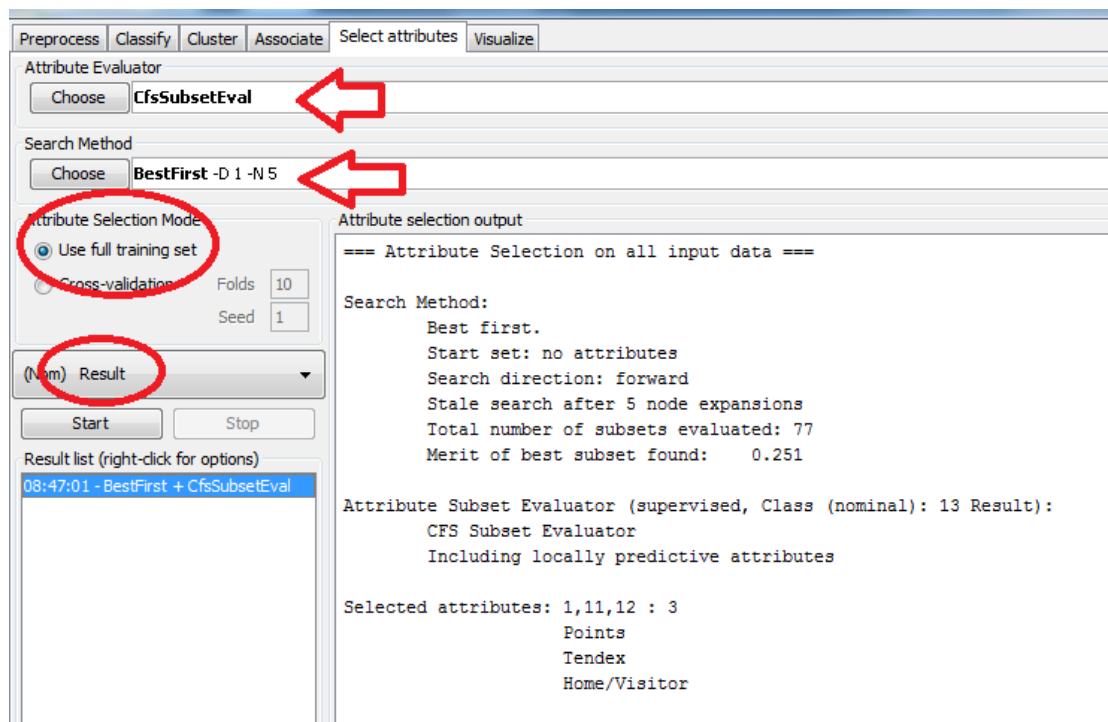 Preprocess Classify Cluster Associate Select attributes Visualize
Attribute Evaluator
Choose CfsSubsetEval
Search Method
Choose BestFirst -D 1 -N 5
Attribute Selection Mode
Use full training set
Cross-validation Folds 10
Seed 1
(Nom) Result
Start Stop
Result list (right-click for options)
08:47:01 - BestFirst + CfsSubsetEval
Attribute selection output
=== Attribute Selection on all input data ===
Search Method:
Best first.
Start set: no attributes
Search direction: forward
Stale search after 5 node expansions
Total number of subsets evaluated: 77
Merit of best subset found: 0.251
Attribute Subset Evaluator (supervised, Class (nominal): 13 Result):
CFS Subset Evaluator
Including locally predictive attributes
Selected attributes: 1,11,12 : 3
Points
Tendex
Home/Visitor